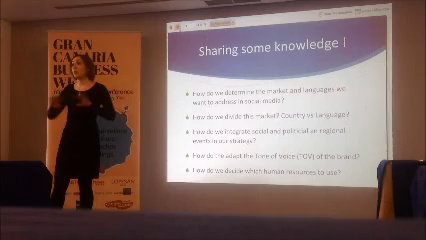 GRAN
CANARIA
BUSINESS
WEEK
Sharing some knowledge I
How do we determine the market and languages we
want to address in social media?
How do we divide this market? Country vs Language?
How do we integrate social and political an regional
events in our strategy?
How do the adapt the Tone of Voice (TOV) of the brand?
How do we decide which human resources to use?